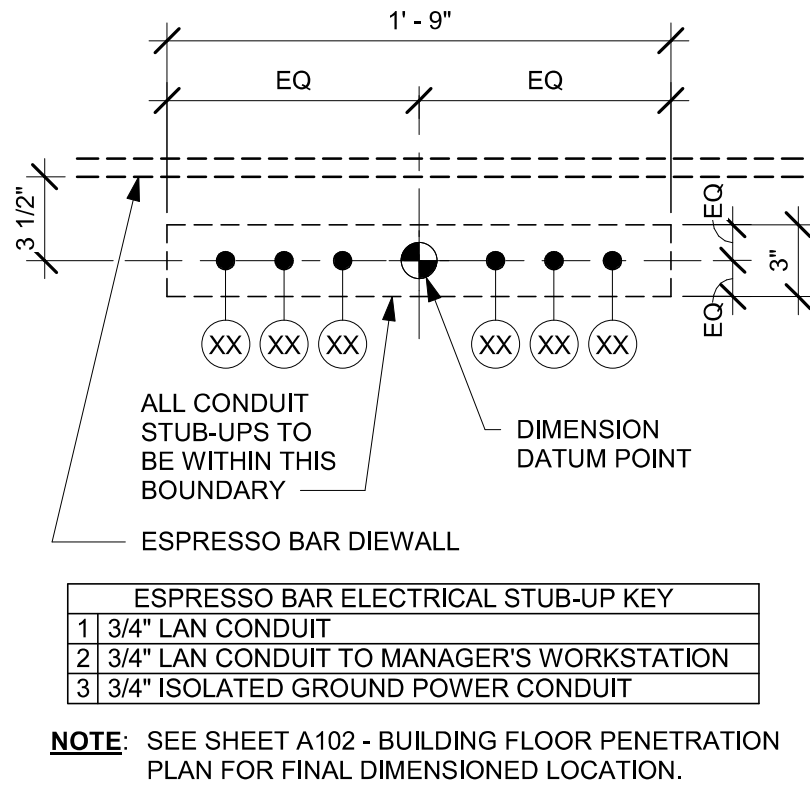 1' - 9"
EQ EQ
3 1/2"
EQ
3"
EQ
XX XX XX XX XX XX
ALL CONDUIT
STUB-UPS TO
BE WITHIN THIS
BOUNDARY
DIMENSION
DATUM POINT
ESPRESSO BAR DIEWALL
ESPRESSO BAR ELECTRICAL STUB-UP KEY
1 3/4" LAN CONDUIT
2 3/4" LAN CONDUIT TO MANAGER'S WORKSTATION
3 3/4" ISOLATED GROUND POWER CONDUIT
NOTE: SEE SHEET A102 - BUILDING FLOOR PENETRATION
PLAN FOR FINAL DIMENSIONED LOCATION.